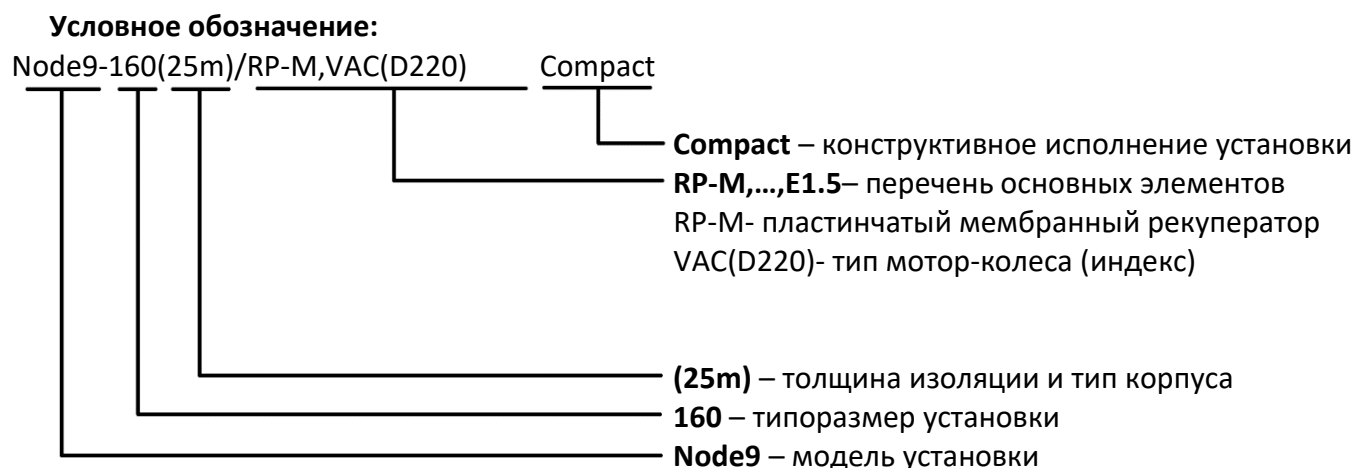 Условное обозначение:
Node9-160(25m)/RP-M,VAC(D220) Compact
Compact – конструктивное исполнение установки
RP-M,...,E1.5– перечень основных элементов
RP-M- пластинчатый мембранный рекуператор
VAC(D220)- тип мотор-колеса (индекс)
(25m) – толщина изоляции и тип корпуса
160 – типоразмер установки
Node9 – модель установки